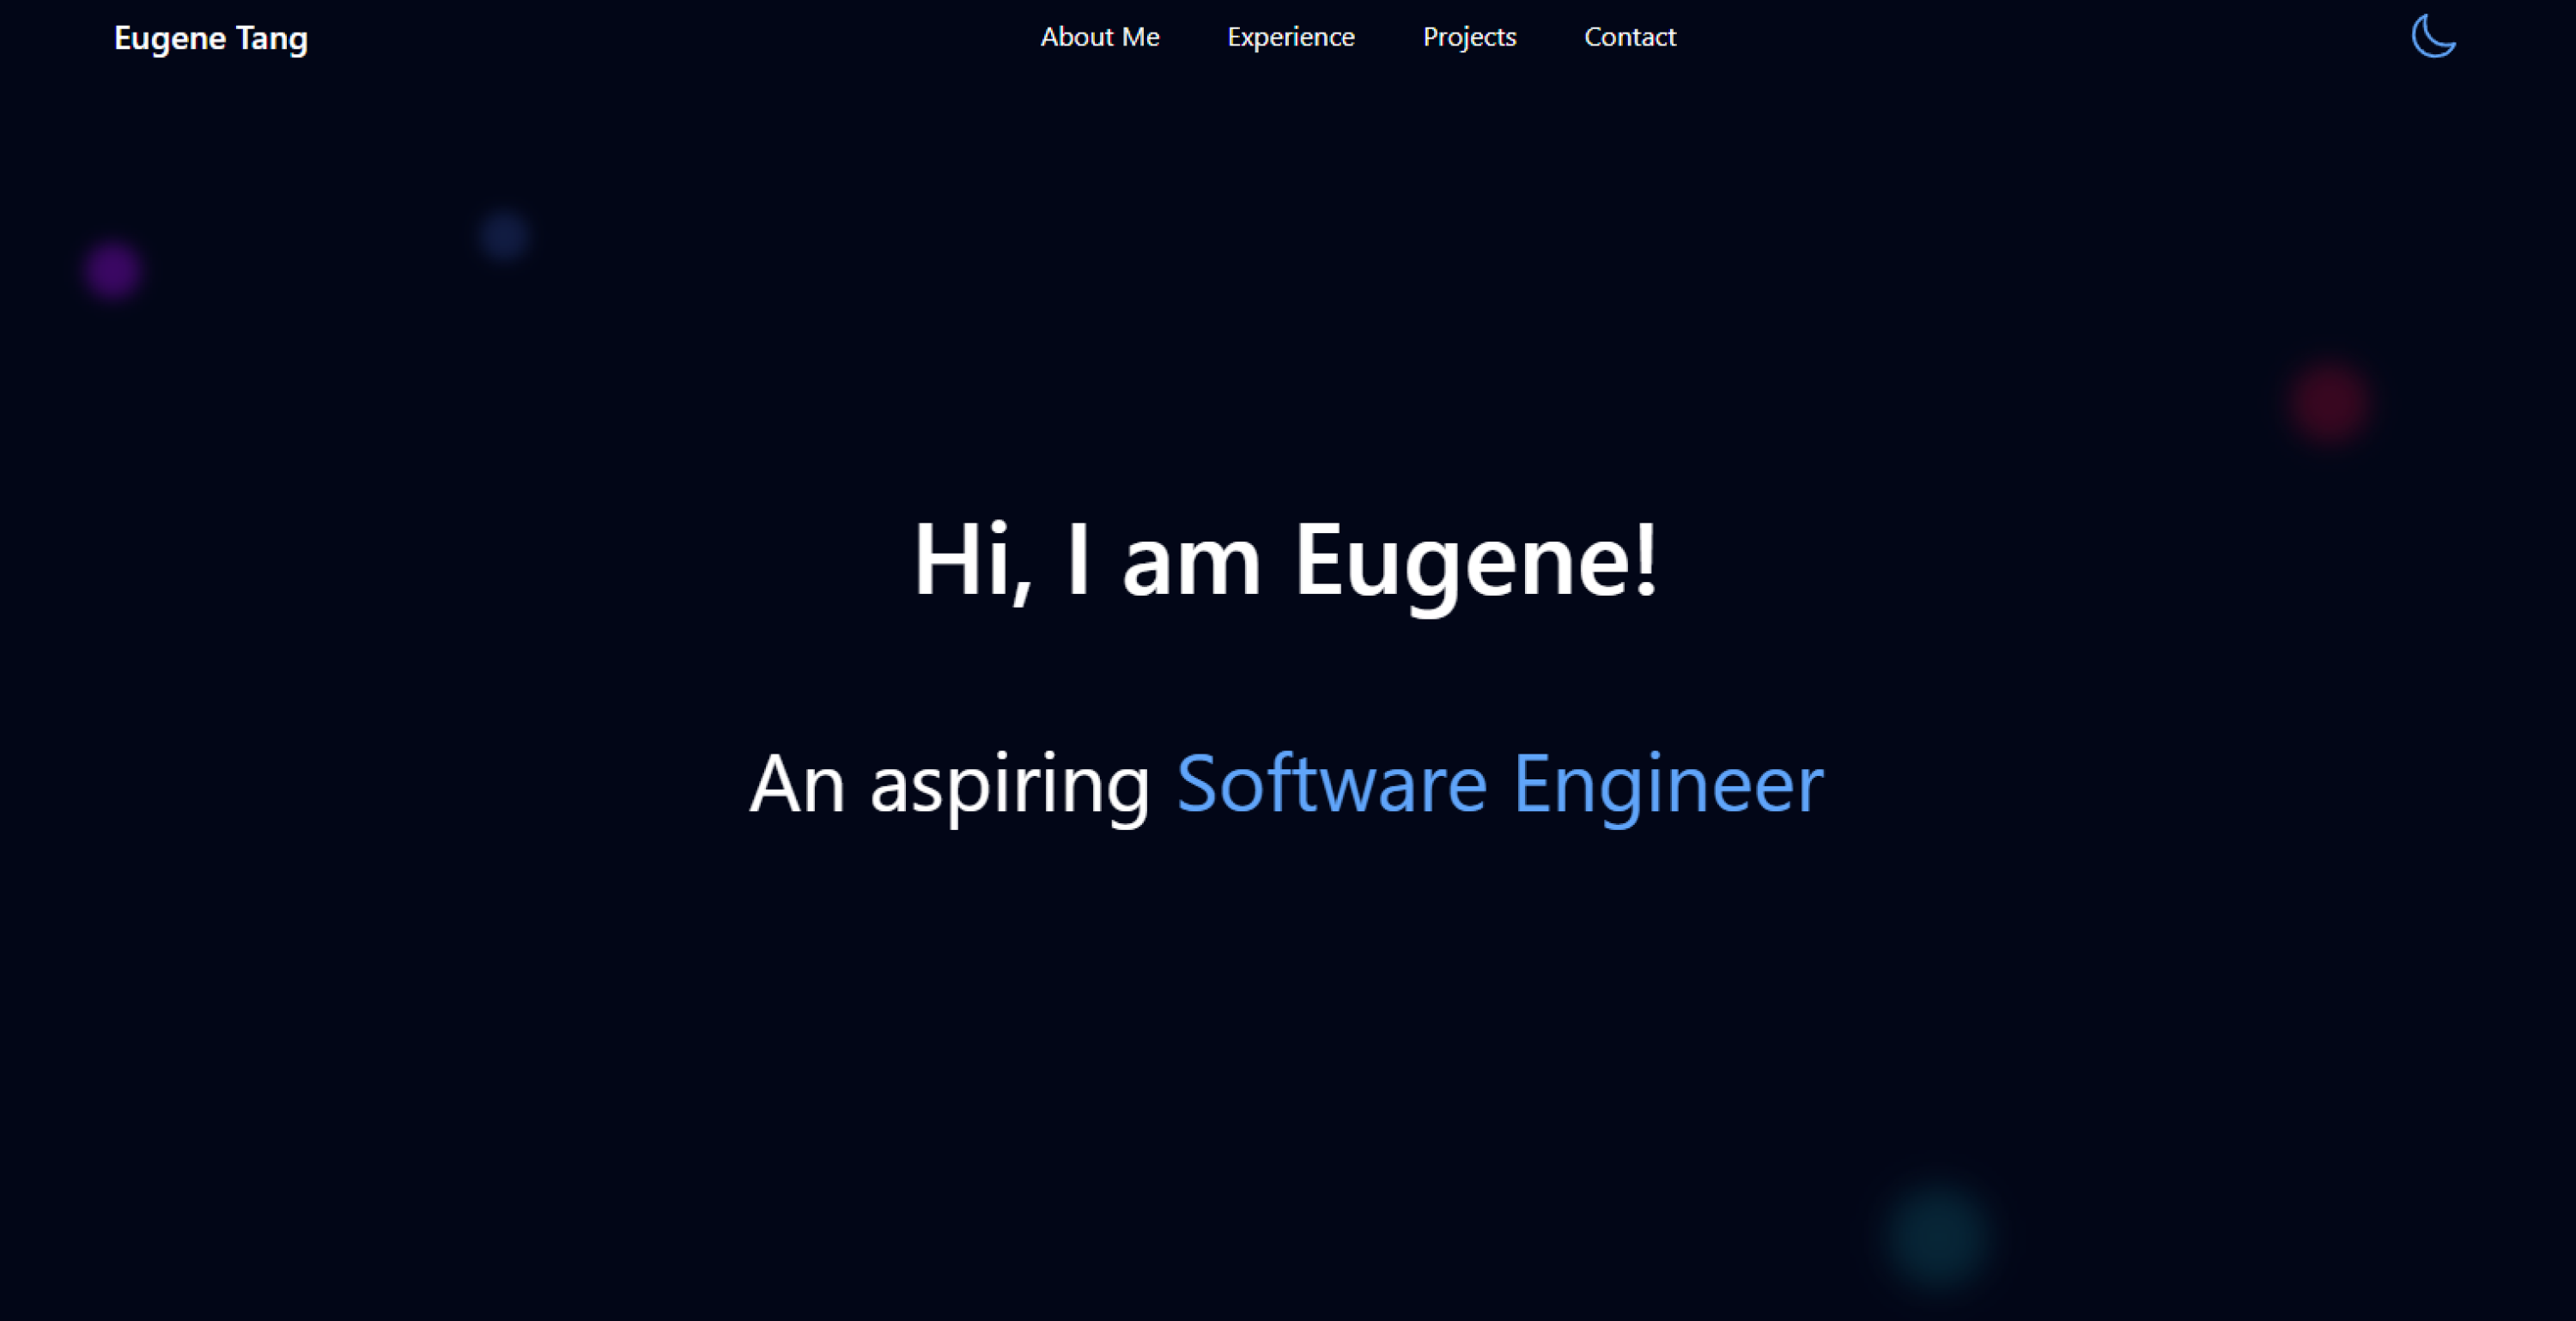 Eugene Tang
About Me Experience Projects Contact
Hi, I am Eugene!
An aspiring Software Engineer